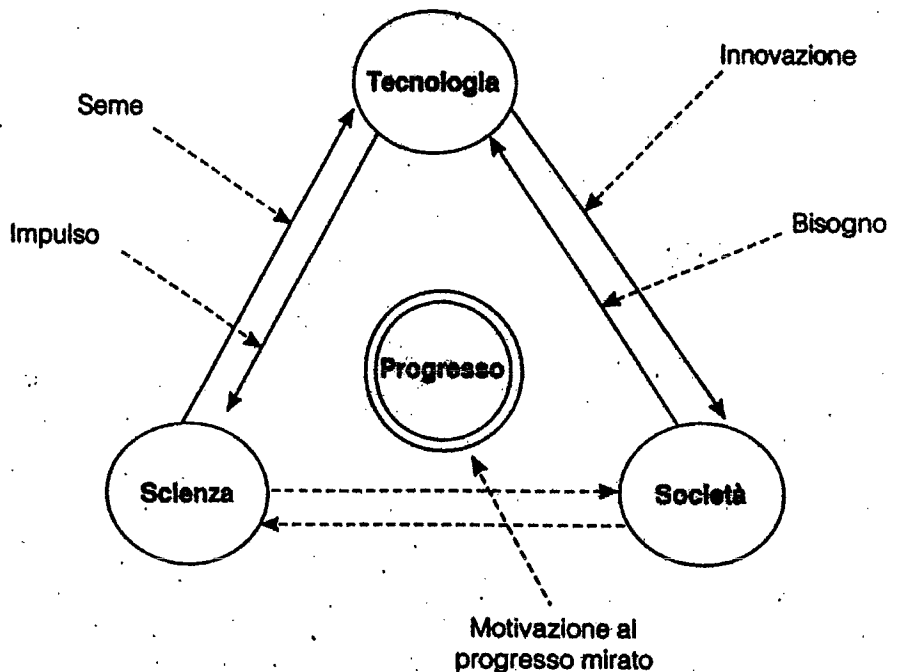 Tecnologia
Innovazione
Seme
Impulso
Bisogno
Progresso
Scienza
Società
Motivazione al
progresso mirato